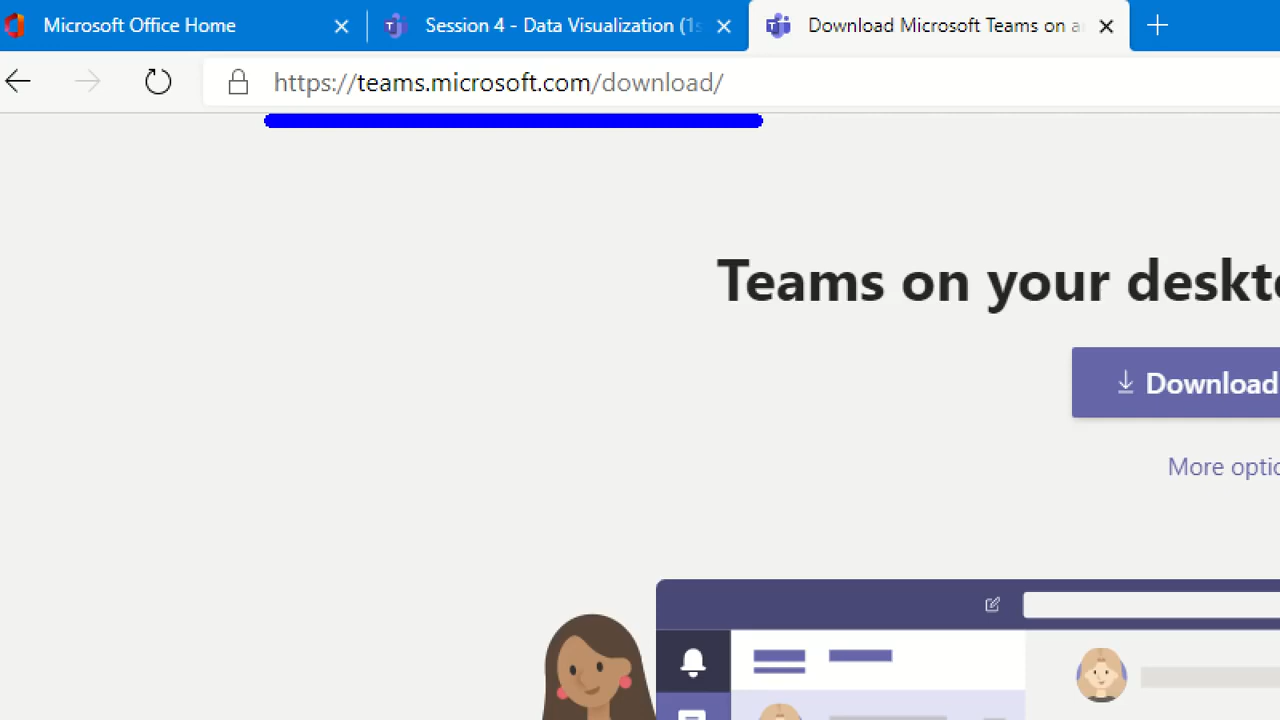 Microsoft Office Home
Session 4 - Data Visualization (1s
Download Microsoft Teams on a
https://teams.microsoft.com/download/
Teams on your deskt
Download
More optio